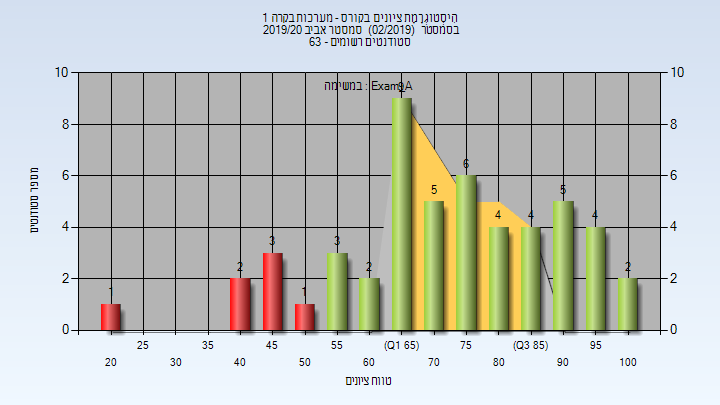 היסטוגרמת ציונים בקורס - מערכות בקרה 1
בסמסטר (02/2019) סמסטר אביב 2019/20
סטודנטים רשומים - 63
במשימה : ExamA
10 10
8 8
6 6
4 4
2 2
0 0
מספר סטודנטים
1 2 3 1 3 2 9 5 6 4 4 5 4 2
25 35 45 55 (Q1 65) 75 (Q3 85) 95
20 30 40 50 60 70 80 90 100
טווח ציונים